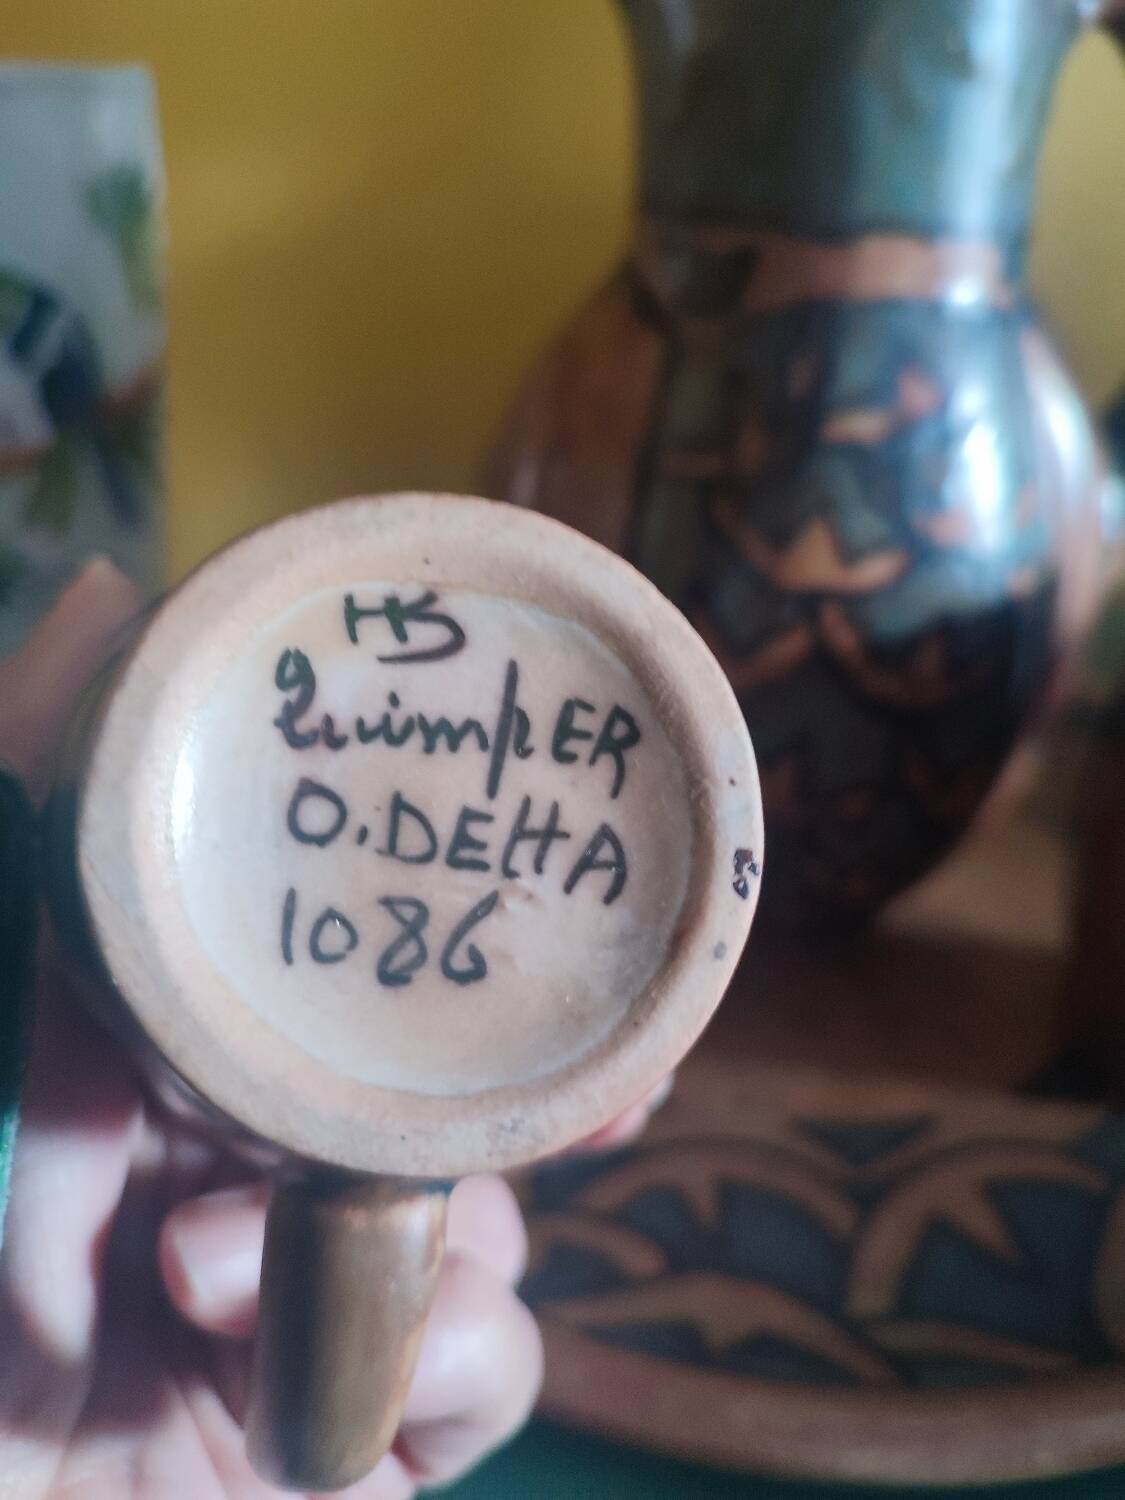 HB
QuimpER
O.DEHA
1086